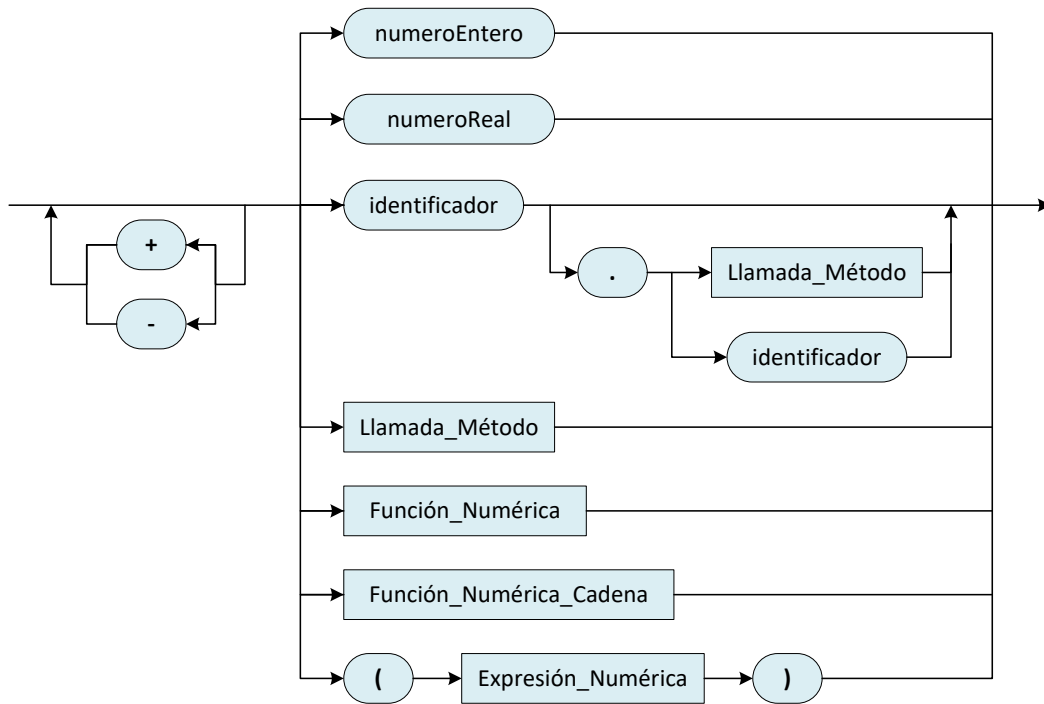 numeroEntero
numeroReal
identificador
+
-
.
Llamada_Método
identificador
Llamada_Método
Función_Numérica
Función_Numérica_Cadena
( Expresión_Numérica )